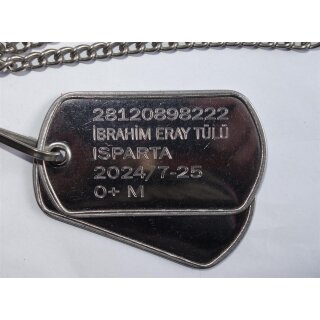 28120898222
İBRAHİM ERAY TÜLÜ
ISPARTA
2024/7-25
0+ M